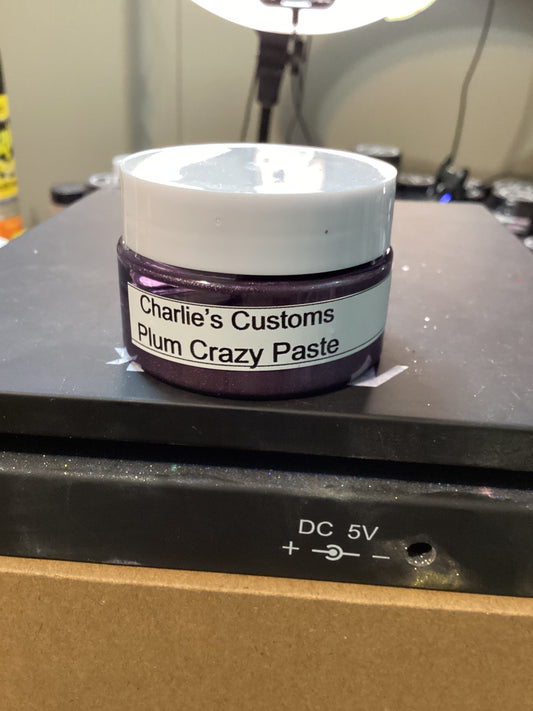 Charlie's Customs
Plum Crazy Paste
DC 5V
+ –